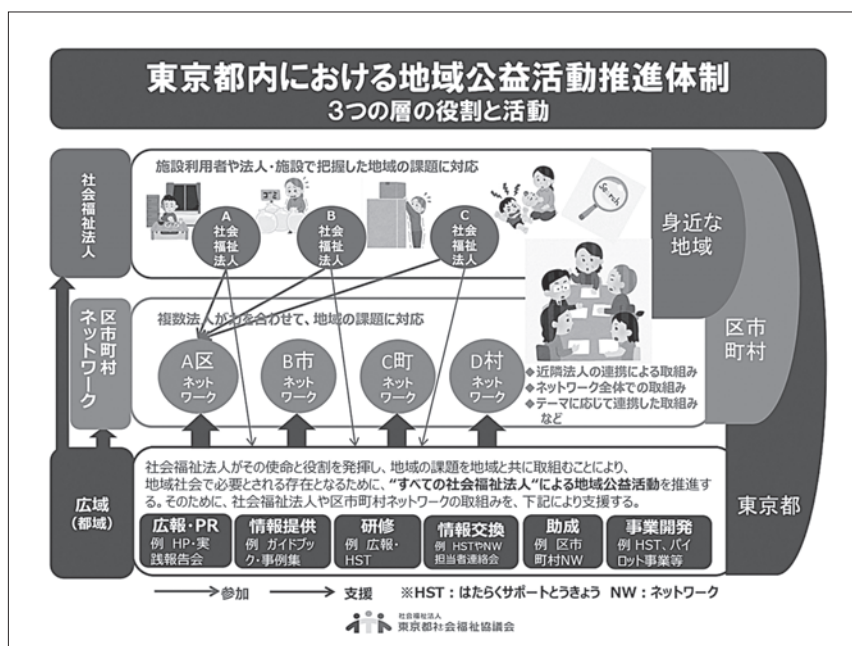 東京都内における地域公益活動推進体制
3つの層の役割と活動
社会福祉法人
施設利用者や法人・施設で把握した地域の課題に対応
ゴミ
A
社会
福祉
法人
B
社会
福祉
法人
C
社会
福祉
法人
Search
身近な
地域
区市町村
ネットワーク
複数法人が力を合わせて、地域の課題に対応
A区
ネット
ワーク
B市
ネット
ワーク
C町
ネット
ワーク
D村
ネット
ワーク
◆近隣法人の連携による取組み
◆ネットワーク全体での取組み
◆テーマに応じて連携した取組み
など
区市
町村
広域
(都域)
社会福祉法人がその使命と役割を発揮し、地域の課題を地域と共に取組むことにより、
地域社会で必要とされる存在となるために、"すべての社会福祉法人"による地域公益活動を推進す
る。そのために、社会福祉法人や区市町村ネットワークの取組みを、下記により支援する。
広報・PR
例 HP・実
践報告会
情報提供
例 ガイドブッ
ク・事例集
研修
例 広報・
HST
情報交換
例 HSTやNW
担当者連絡会
助成
例 区市
町村NW
事業開発
例 HST、パイ
ロット事業等
東京都
参加
支援
※HST:はたらくサポートとうきょう NW:ネットワーク
社会福祉法人
東京都社会福祉協議会